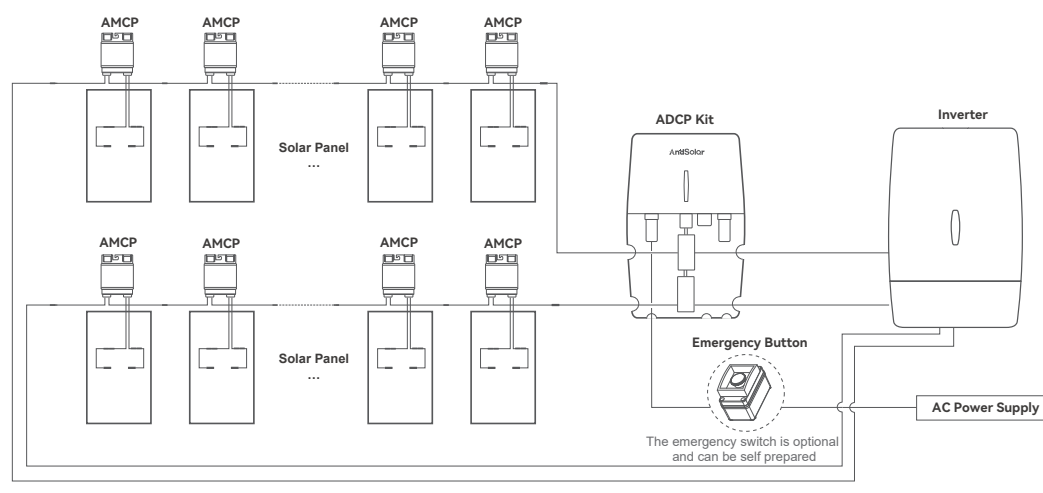 AMCP
AMCP
AMCP
AMCP
Solar Panel
...
ADCP Kit
AndiSolar
Inverter
AMCP
AMCP
AMCP
AMCP
Solar Panel
...
Emergency Button
AC Power Supply
The emergency switch is optional
and can be self prepared